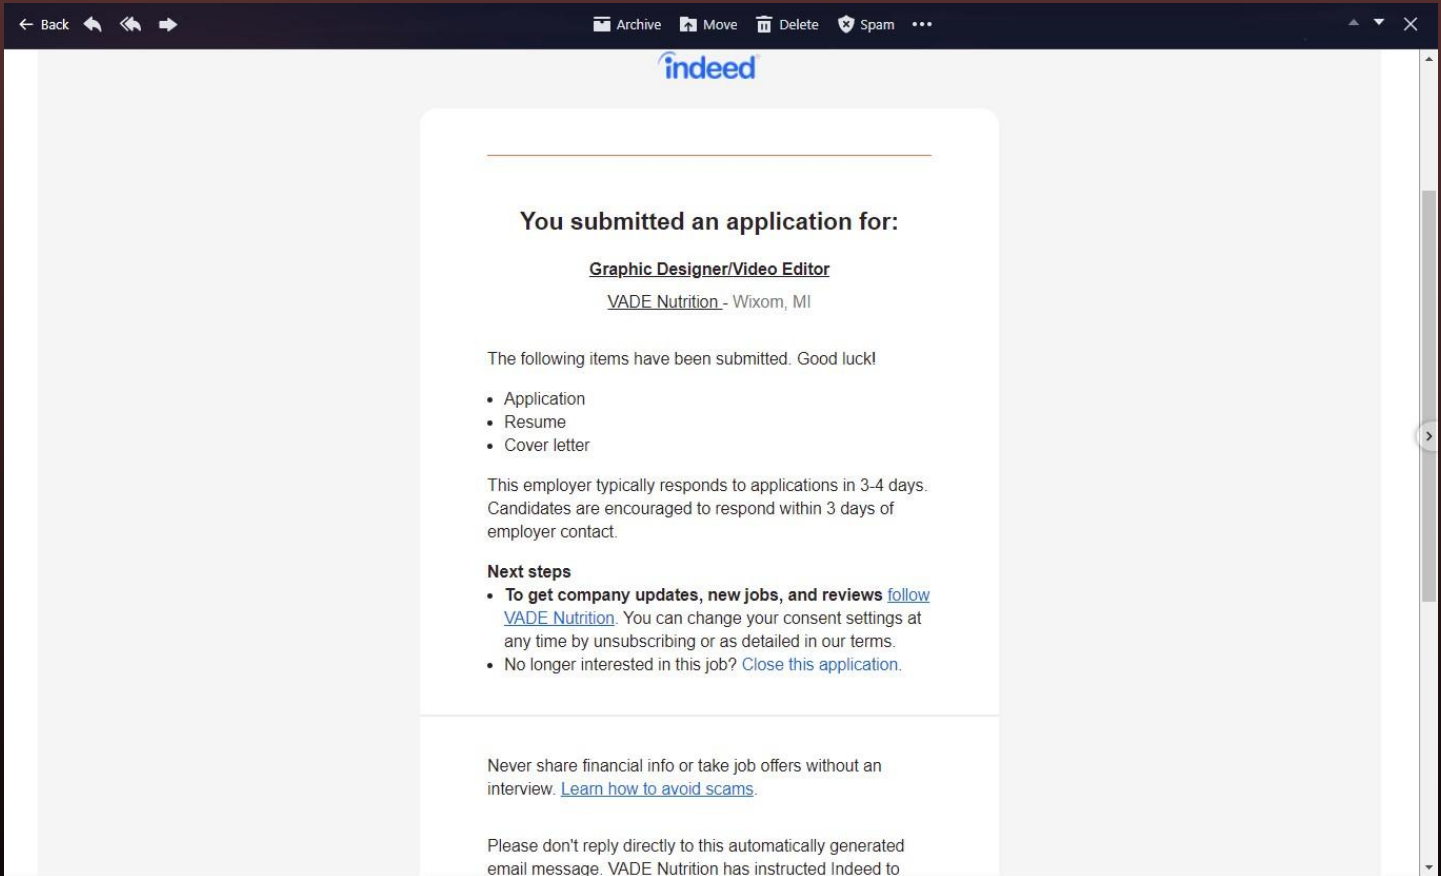 Back
Archive Move Delete Spam
indeed
You submitted an application for:
Graphic Designer/Video Editor
VADE Nutrition - Wixom, MI
The following items have been submitted. Good luck!
• Application
• Resume
• Cover letter
This employer typically responds to applications in 3-4 days.
Candidates are encouraged to respond within 3 days of
employer contact.
Next steps
• To get company updates, new jobs, and reviews follow
VADE Nutrition. You can change your consent settings at
any time by unsubscribing or as detailed in our terms.
• No longer interested in this job? Close this application.
Never share financial info or take job offers without an
interview. Learn how to avoid scams.
Please don't reply directly to this automatically generated
email message. VADE Nutrition has instructed Indeed to